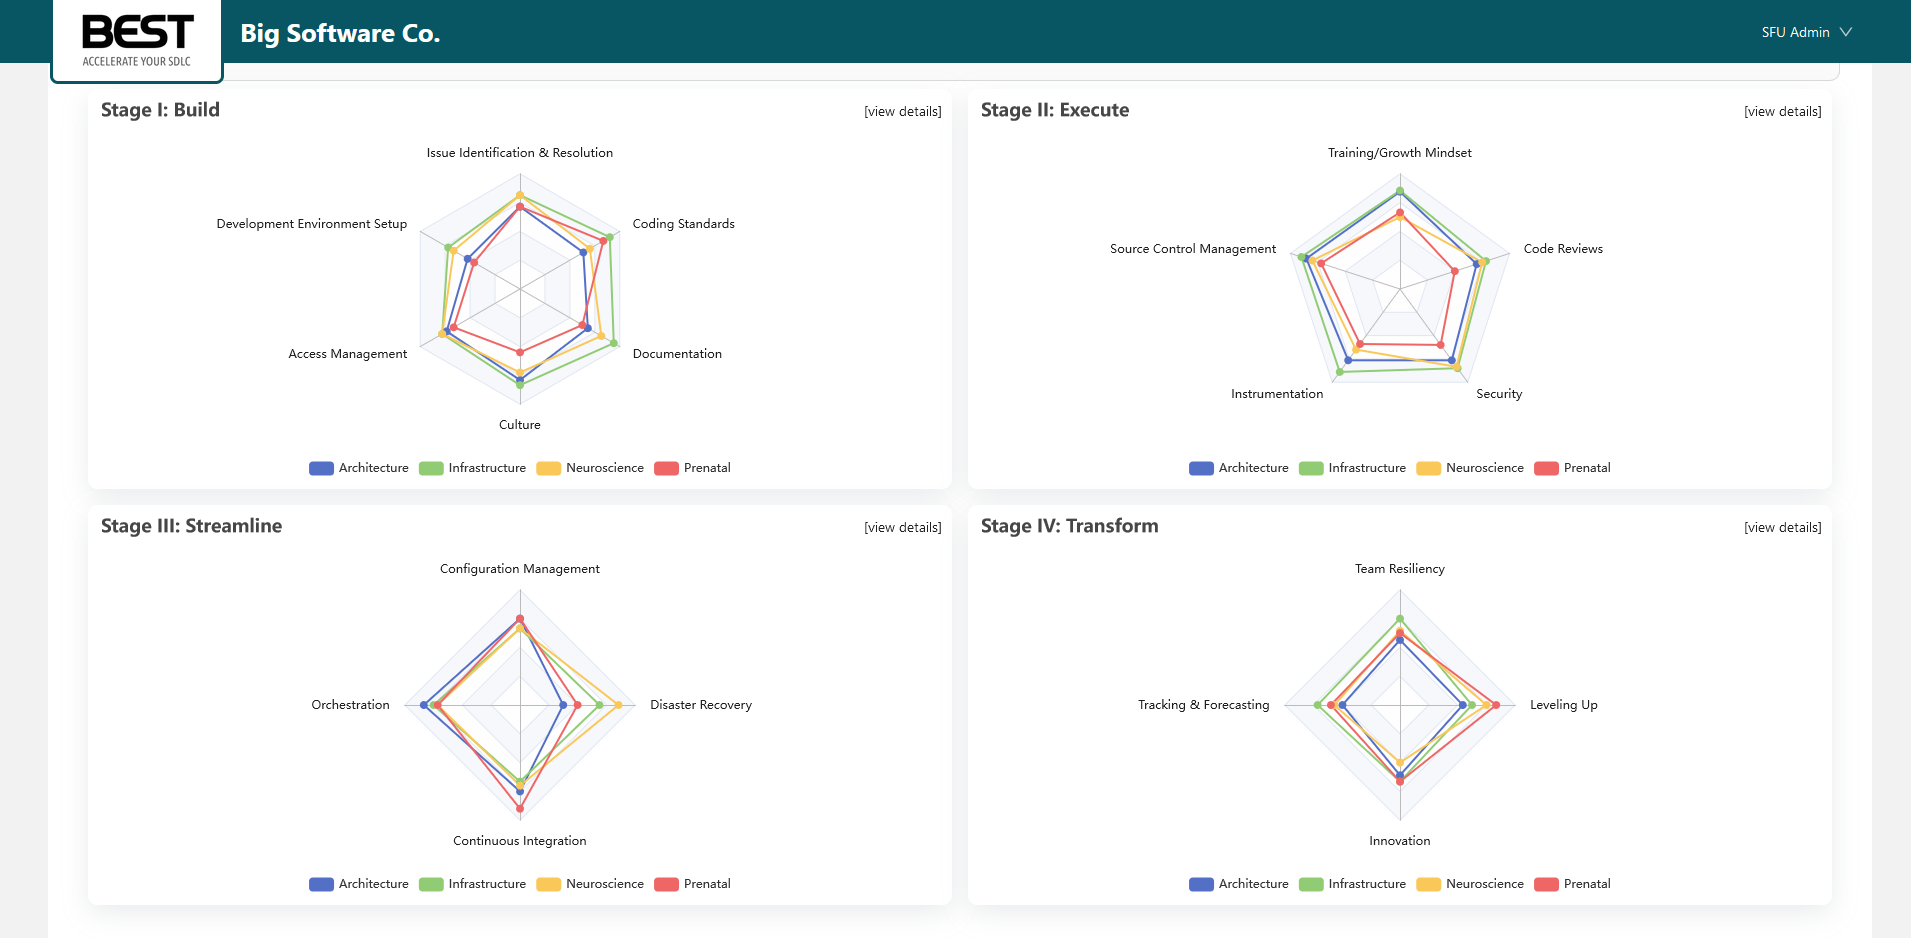 BEST
ACCELERATE YOUR SDLC
Big Software Co.
SFU Admin
Stage I: Build
[view details]
Issue Identification & Resolution
Development Environment Setup
Coding Standards
Access Management
Documentation
Culture
Architecture
Infrastructure
Neuroscience
Prenatal
Stage II: Execute
[view details]
Training/Growth Mindset
Source Control Management
Code Reviews
Instrumentation
Security
Architecture
Infrastructure
Neuroscience
Prenatal
Stage III: Streamline
[view details]
Configuration Management
Orchestration
Disaster Recovery
Continuous Integration
Architecture
Infrastructure
Neuroscience
Prenatal
Stage IV: Transform
[view details]
Team Resiliency
Tracking & Forecasting
Leveling Up
Innovation
Architecture
Infrastructure
Neuroscience
Prenatal